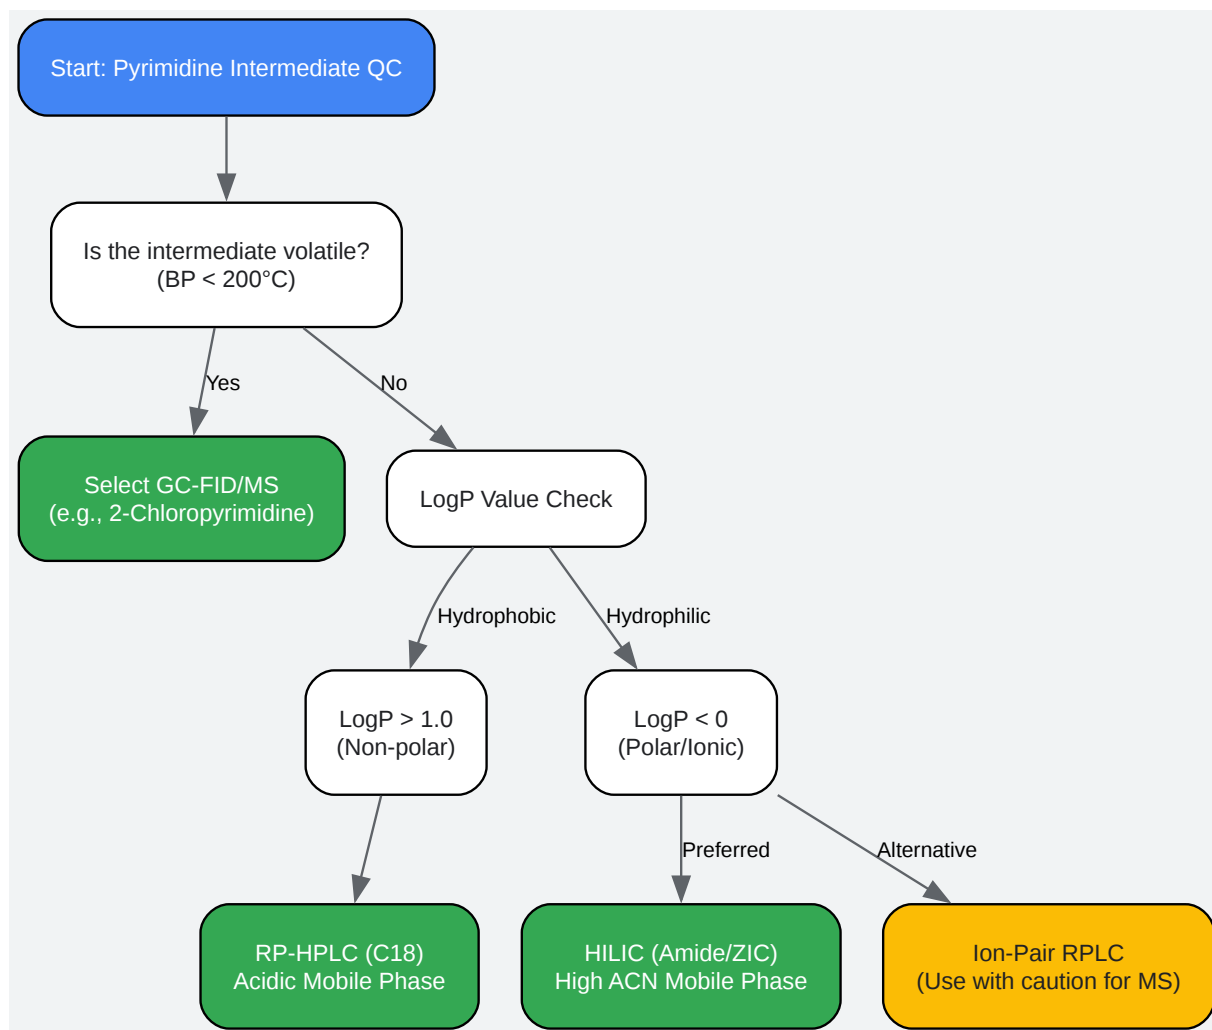 Start: Pyrimidine Intermediate QC
Is the intermediate volatile?
(BP < 200°C)
Yes
No
Select GC-FID/MS
(e.g., 2-Chloropyrimidine)
LogP Value Check
Hydrophobic
Hydrophilic
LogP > 1.0
(Non-polar)
LogP < 0
(Polar/Ionic)
Preferred
Alternative
RP-HPLC (C18)
Acidic Mobile Phase
HILIC (Amide/ZIC)
High ACN Mobile Phase
Ion-Pair RPLC
(Use with caution for MS)